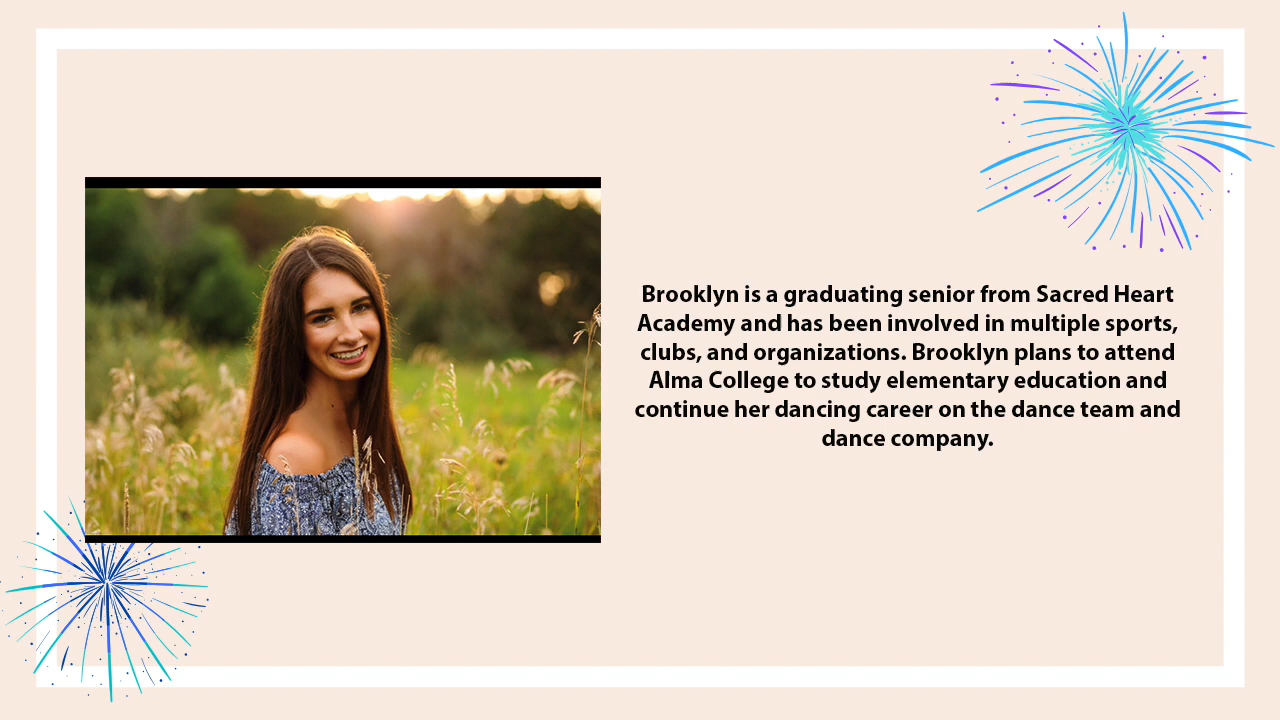 Brooklyn is a graduating senior from Sacred Heart
Academy and has been involved in multiple sports,
clubs, and organizations. Brooklyn plans to attend
Alma College to study elementary education and
continue her dancing career on the dance team and
dance company.